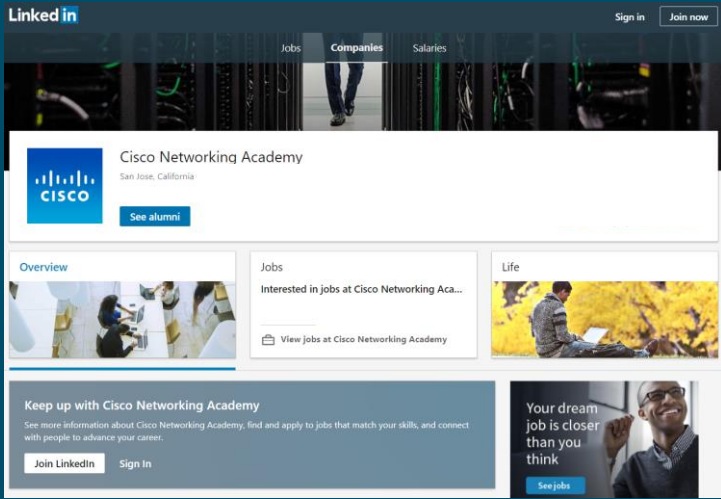 Linked in
Sign in
Join now
Jobs
Companies
Salaries
Cisco Networking Academy
San Jose, California
CISCO
See alumni
Overview
Jobs
Life
Interested in jobs at Cisco Networking Aca...
View jobs at Cisco Networking Academy
Keep up with Cisco Networking Academy
See more information about Cisco Networking Academy, find and apply to jobs that match your skills, and connect
with people to advance your career.
Join LinkedIn
Sign In
Your dream
job is closer
than you
think
See jobs